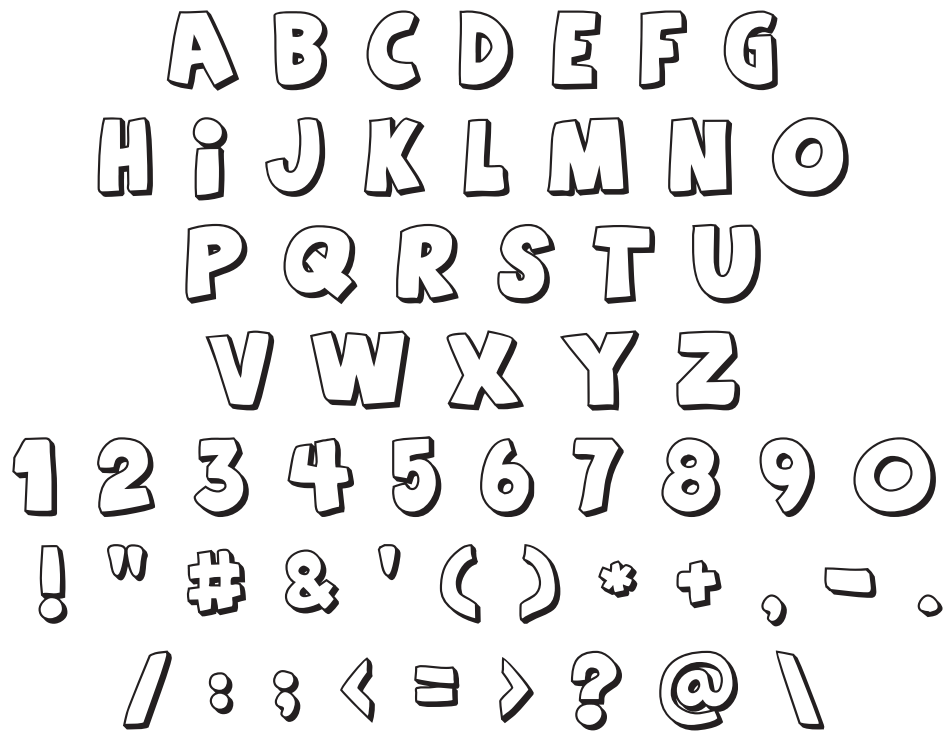 A B C D E F G
H i J K L M N O
P Q R S T U
V W X Y Z
1 2 3 4 5 6 7 8 9 0
! " # & ' ( ) * + , - .
/ : ; < = > ? @ \